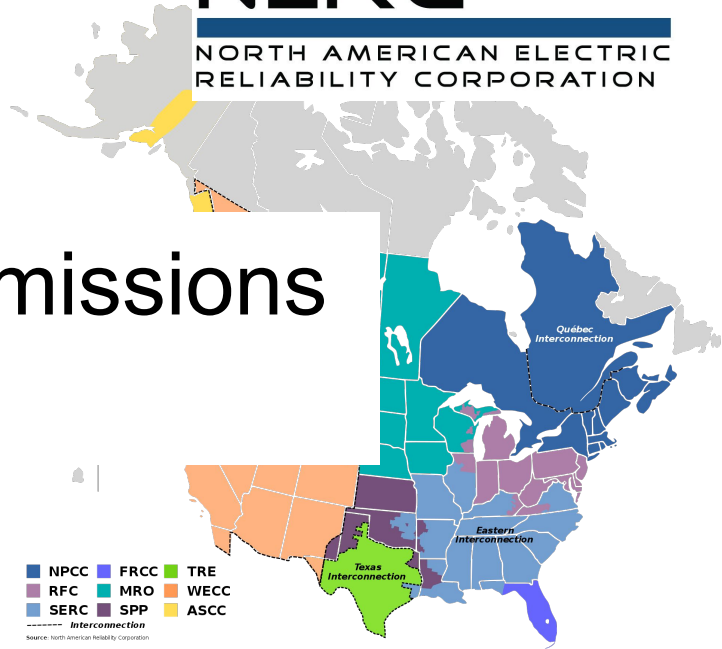 NERC
NORTH AMERICAN ELECTRIC
RELIABILITY CORPORATION
missions
Québec
Interconnection
Eastern
Interconnection
Texas
Interconnection
NPCC FRCC TRE
RFC MRO WECC
SERC SPP ASCC
Interconnection
Source: North American Reliability Corporation